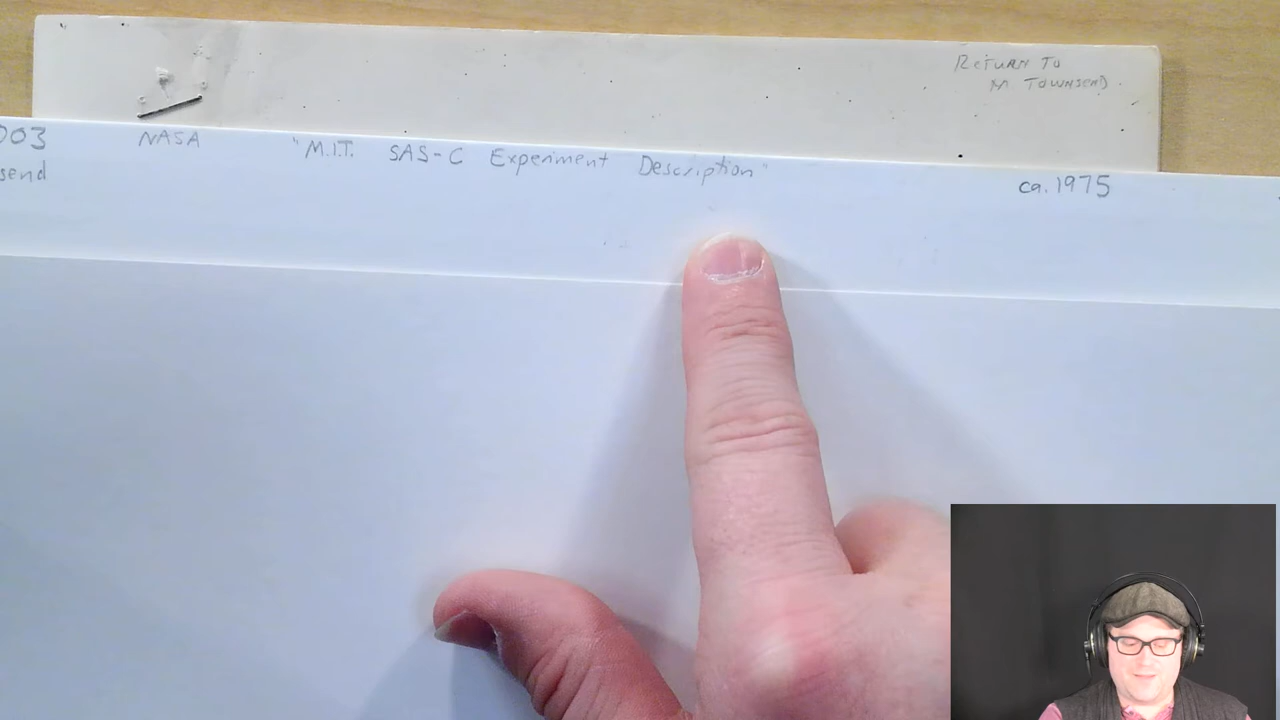 Return to
M Townsend
003 NASA "M.I.T. SAS-C Experiment Description" ca. 1975
send